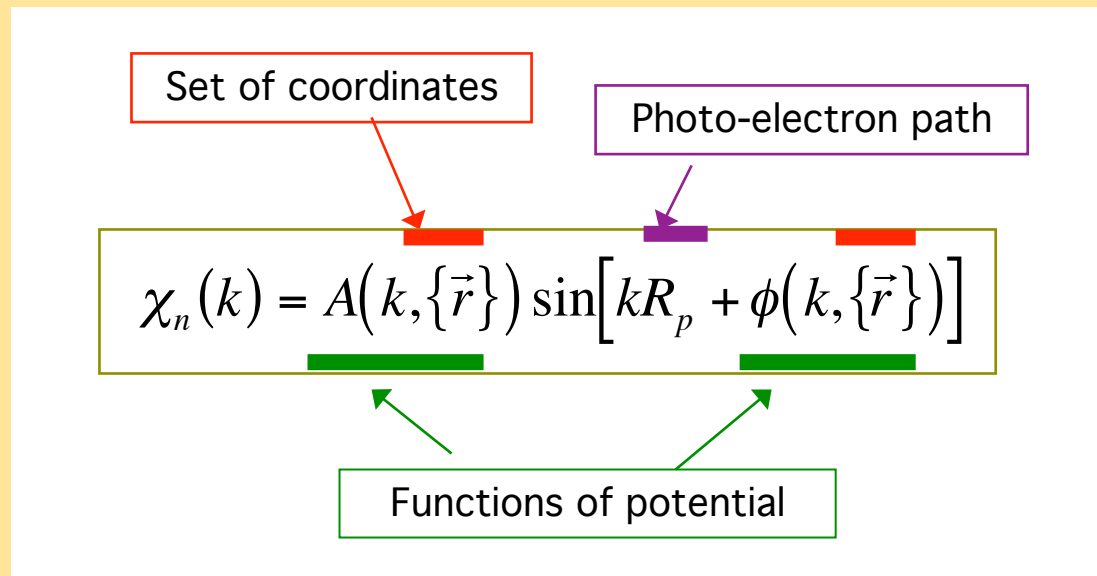 Set of coordinates
Photo-electron path
χₙ(k) = A(k,{r⃗}) sin[kRₚ + ϕ(k,{r⃗})]
Functions of potential